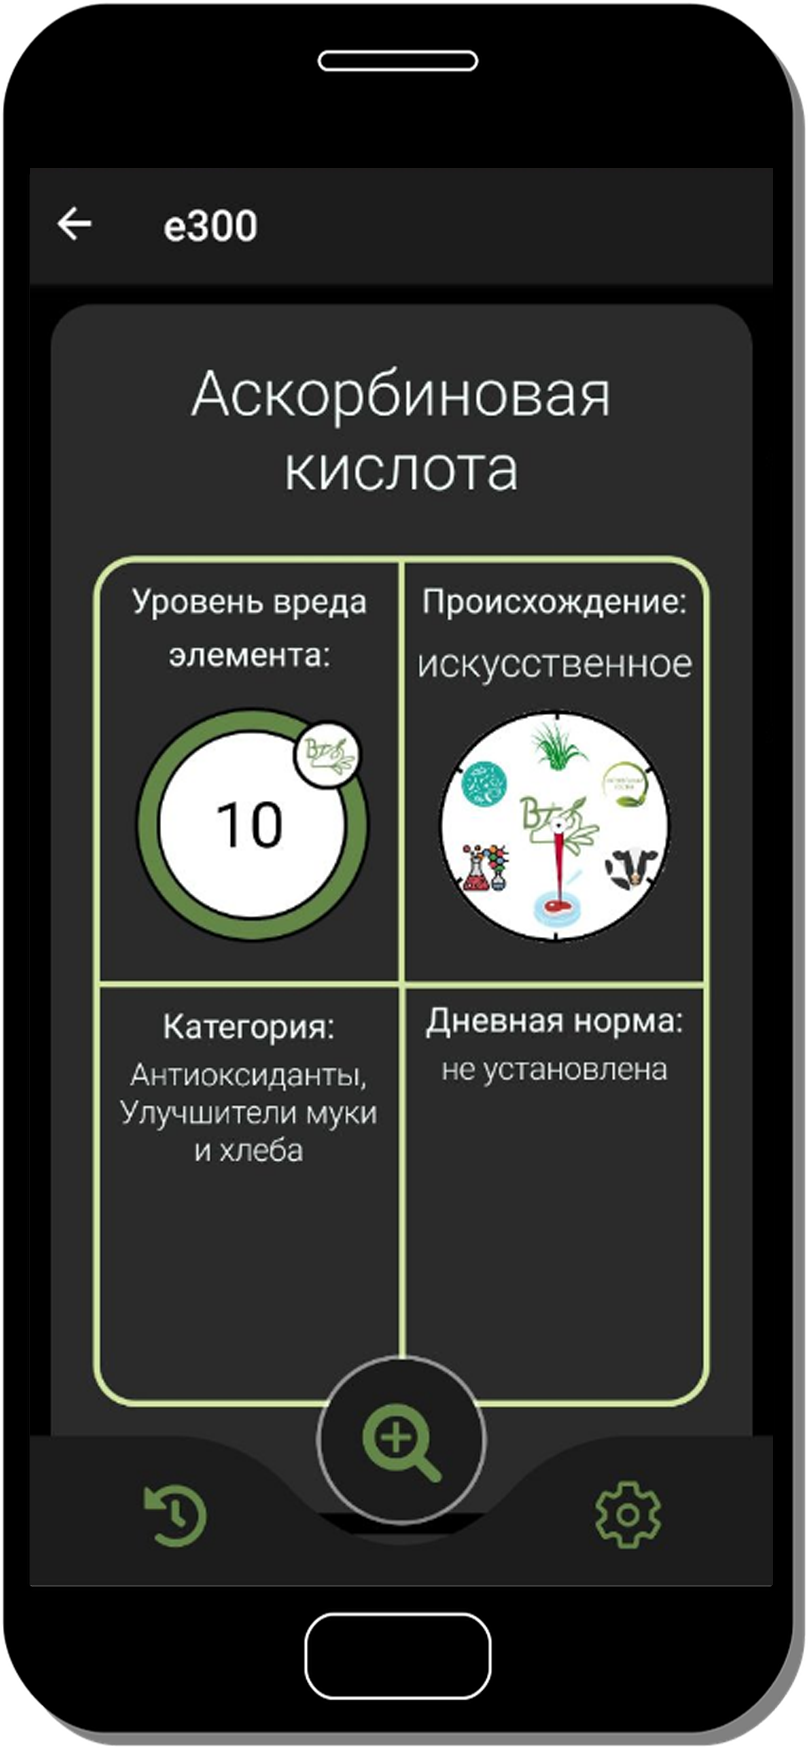 e300
Аскорбиновая
кислота
Уровень вреда
элемента:
10
Происхождение:
искусственное
Категория:
Антиоксиданты,
Улучшители муки
и хлеба
Дневная норма:
не установлена